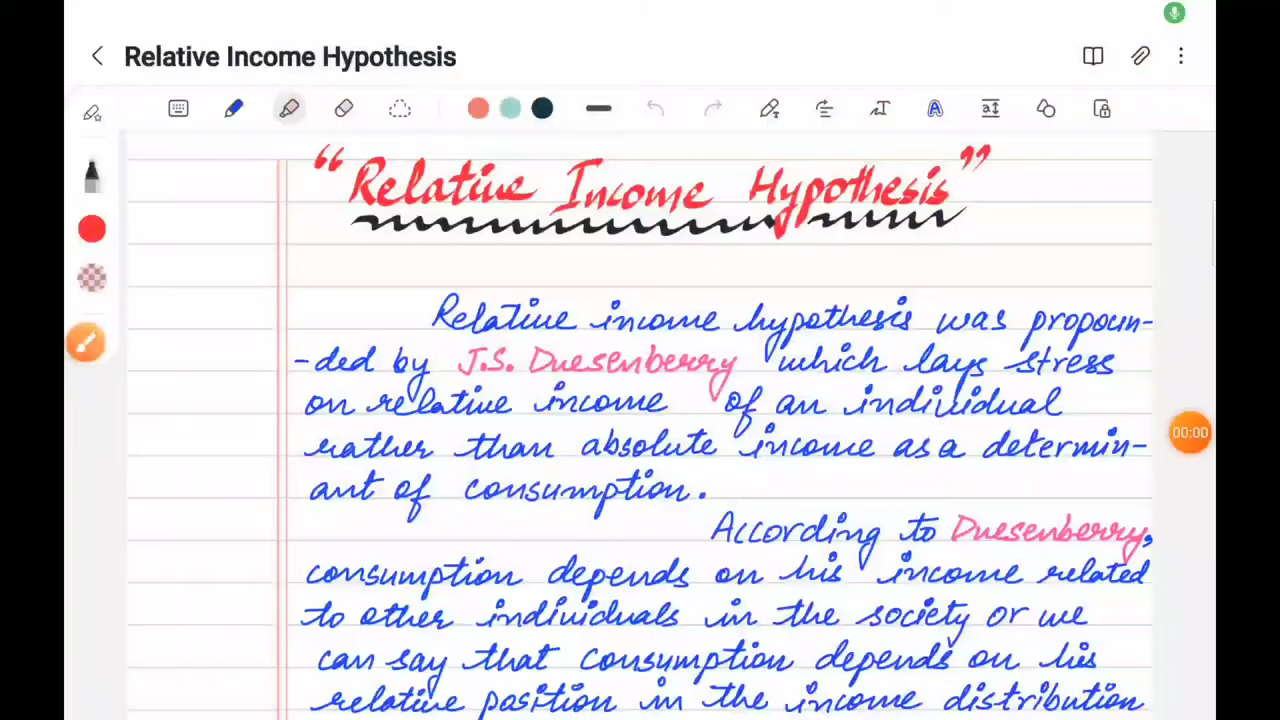 Relative Income Hypothesis
"Relative Income Hypothesis"
Relative income hypothesis was propoun-
-ded by J.S. Duesenberry which lays stress
on relative income of an individual
rather than absolute income as a determin-
ant of consumption.
According to Duesenberry,
consumption depends on his income related
to other individuals in the society or we
can say that consumption depends on his
relative position in the income distribution
00:00